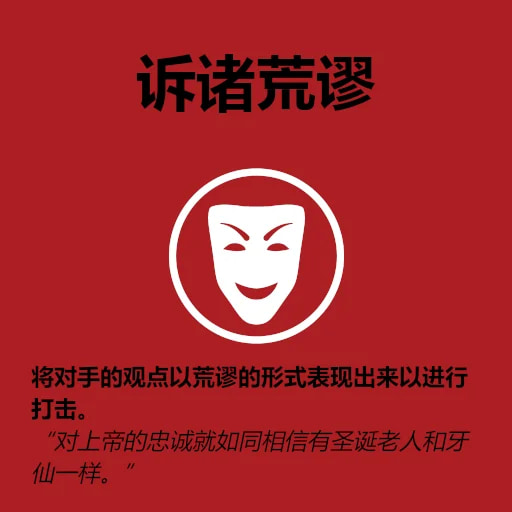 诉诸荒谬
将对手的观点以荒谬的形式表现出来以进行
打击。
“对上帝的忠诚就如同相信有圣诞老人和牙
仙一样。”